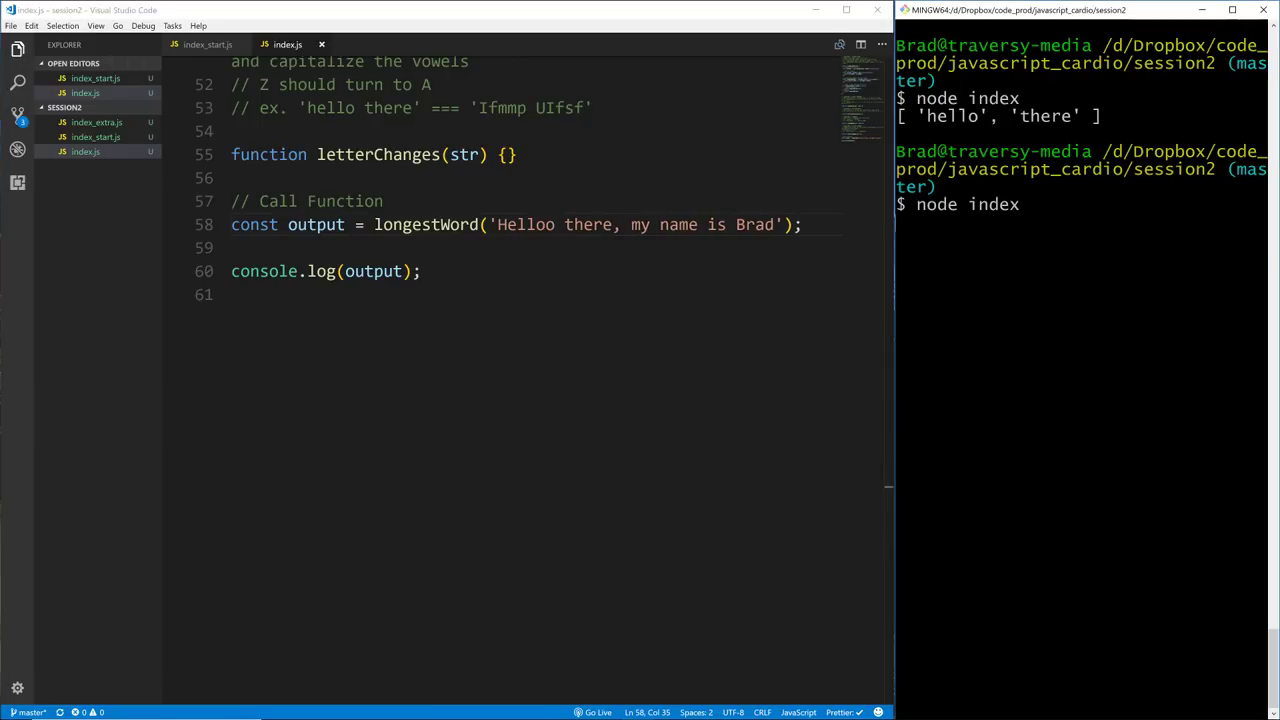 index.js - session2 - Visual Studio Code
File Edit Selection View Go Debug Tasks Help
EXPLORER
OPEN EDITORS
JS index_start.js U
JS index.js U
SESSION2
JS index_extra.js U
JS index_start.js U
JS index.js U
3
JS index_start.js JS index.js
and capitalize the vowels
52 // Z should turn to A
53 // ex. 'hello there' === 'Ifmmp UIfsf'
54
55 function letterChanges(str) {}
56
57 // Call Function
58 const output = longestWord('Helloo there, my name is Brad');
59
60 console.log(output);
61
master* 0 0 Go Live Ln 58, Col 35 Spaces: 2 UTF-8 CRLF JavaScript Prettier: ✓
MINGW64:/d/Dropbox/code_prod/javascript_cardio/session2
Brad@traversy-media /d/Dropbox/code_
prod/javascript_cardio/session2 (mas
ter)
$ node index
[ 'hello', 'there' ]
Brad@traversy-media /d/Dropbox/code_
prod/javascript_cardio/session2 (mas
ter)
$ node index